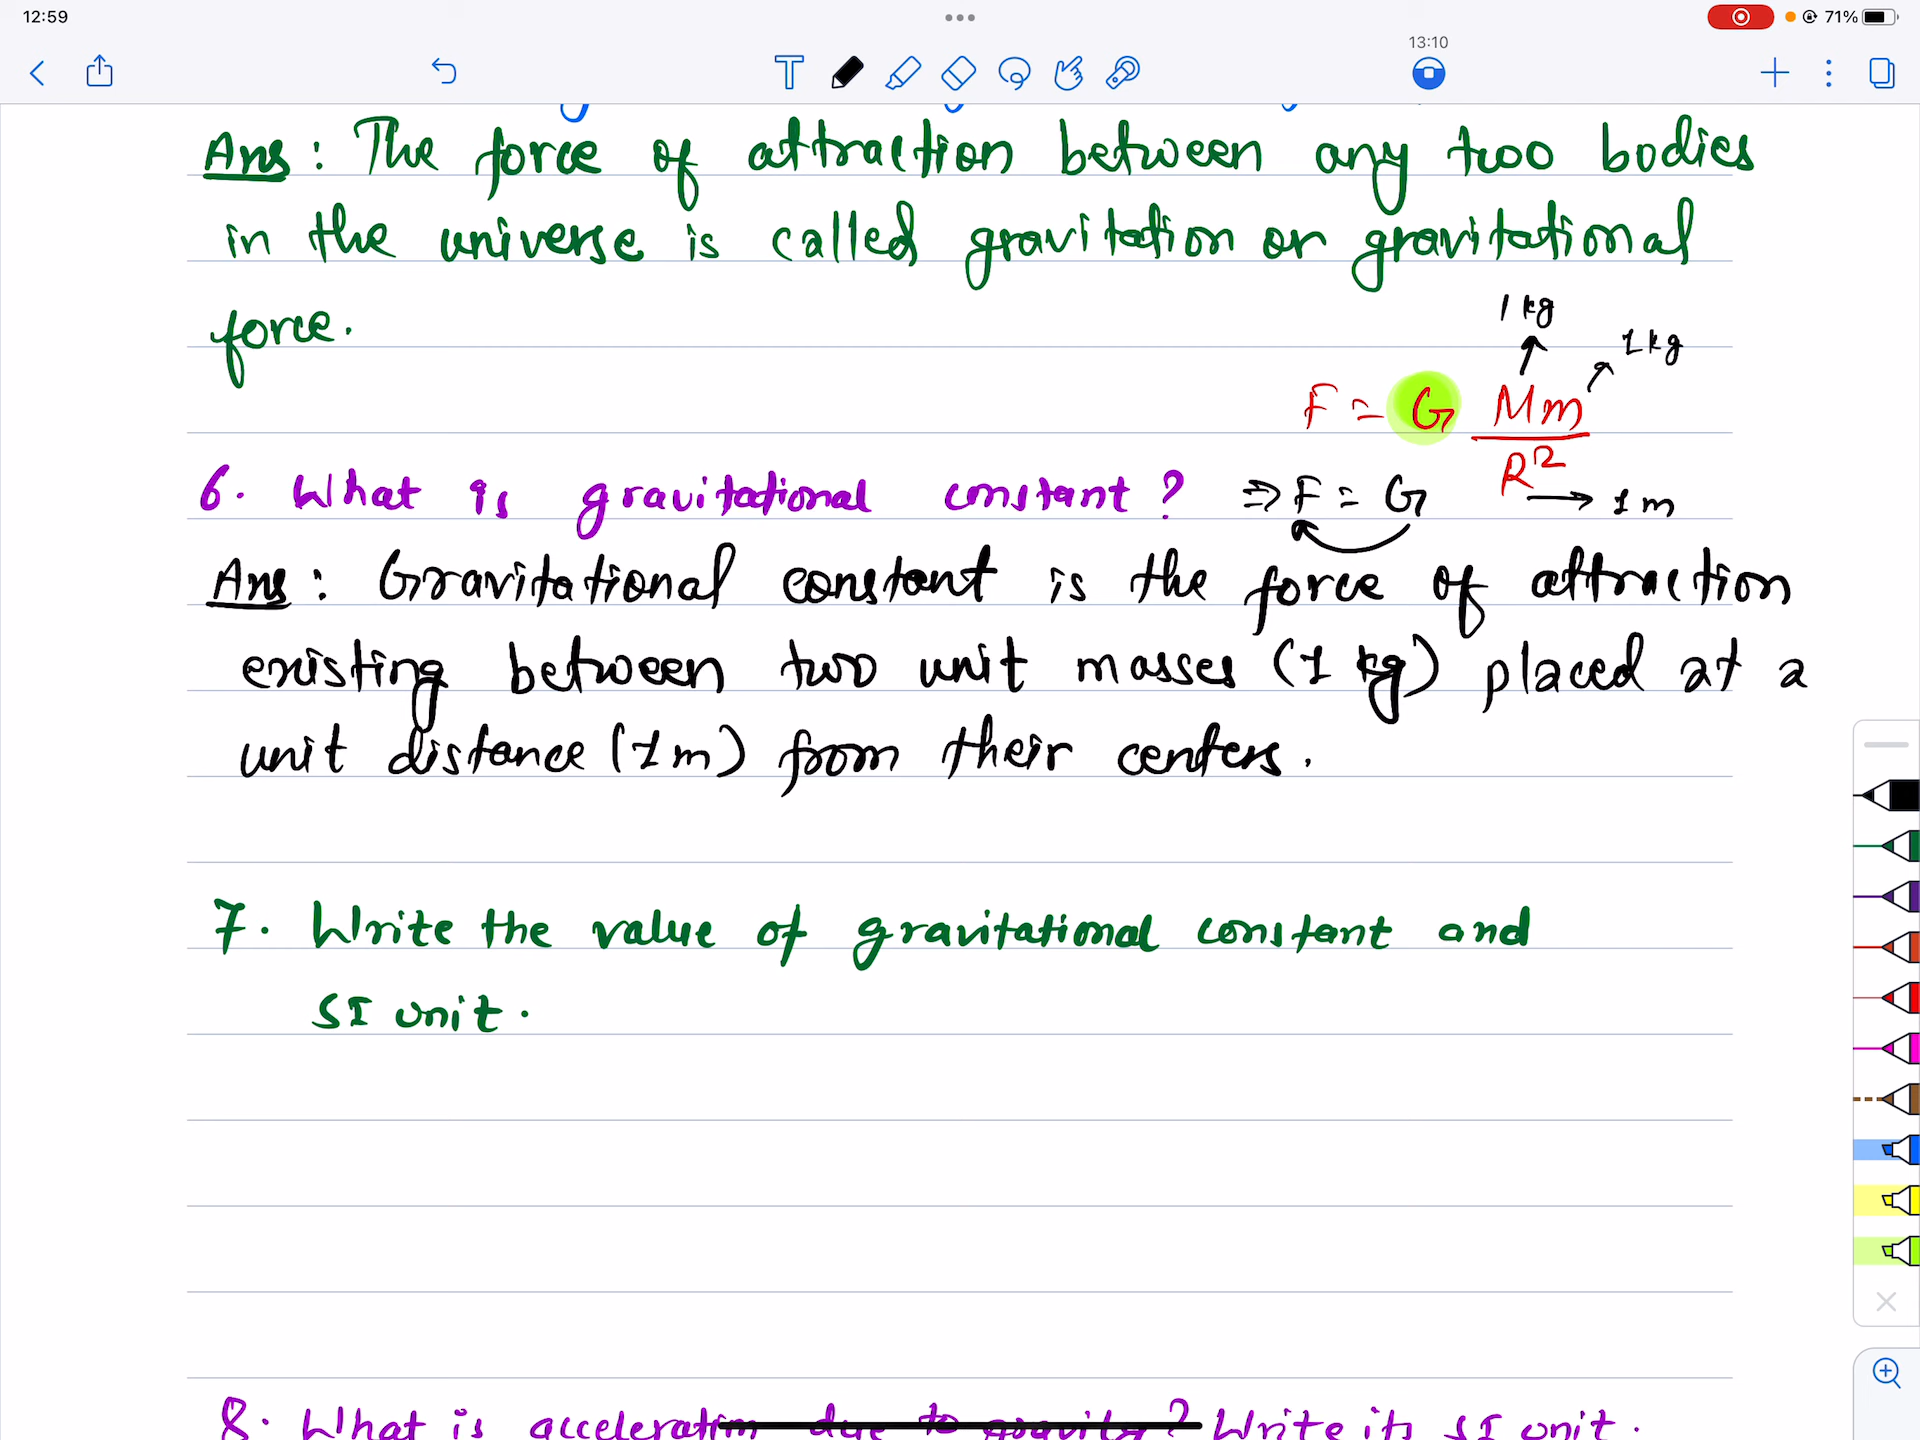 12:59
71%
13:10
Ans : The force of attraction between any two bodies
in the universe is called gravitation or gravitational
force.
1 kg
1 kg
F = G Mm
R²
6. What is gravitational constant? ⇒ F = G
→ 1 m
Ans : Gravitational constant is the force of attraction
existing between two unit masses (1 kg) placed at a
unit distance (1m) from their centers.
7. Write the value of gravitational constant and
SI unit.
8. What is acceleration due to gravity? Write its SI unit.